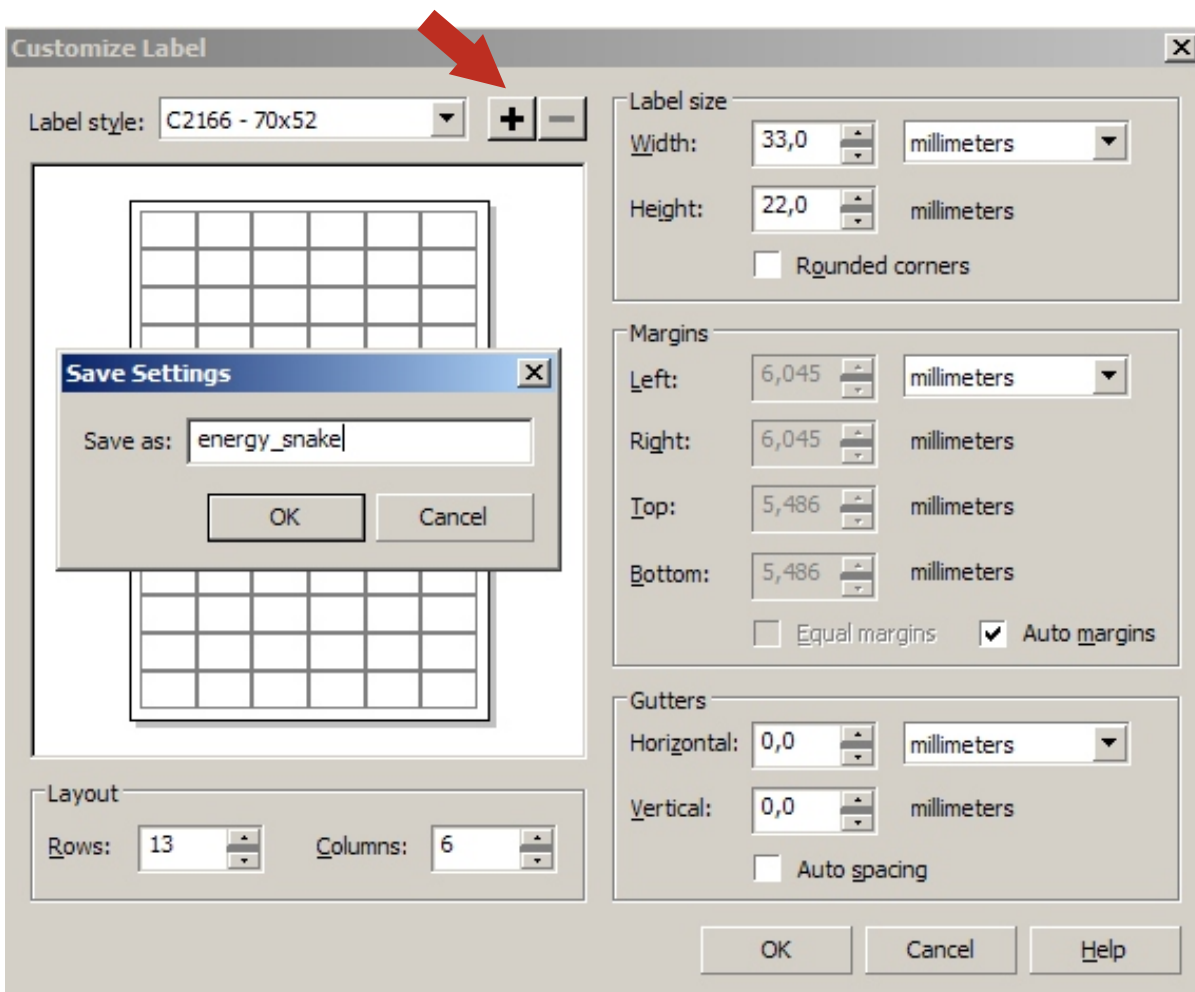 Customize Label
Label style: C2166 - 70x52
Save Settings
Save as: energy_snake
OK Cancel
Layout
Rows: 13 Columns: 6
Label size
Width: 33,0 millimeters
Height: 22,0 millimeters
Rounded corners
Margins
Left: 6,045 millimeters
Right: 6,045 millimeters
Top: 5,486 millimeters
Bottom: 5,486 millimeters
Equal margins Auto margins
Gutters
Horizontal: 0,0 millimeters
Vertical: 0,0 millimeters
Auto spacing
OK Cancel Help